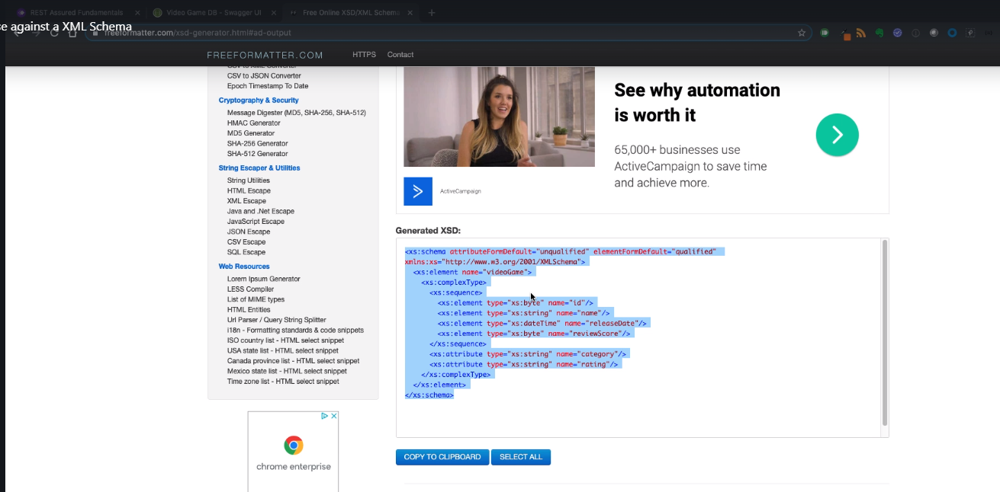 REST Assured Fundamentals
Video Game DB - Swagger UI
Free Online XSD/XML Schema
se against a XML Schema
freeformatter.com/xsd-generator.html#ad-output
FREEFORMATTER.COM
HTTPS
Contact
CSV to XML Converter
CSV to JSON Converter
Epoch Timestamp To Date
Cryptography & Security
Message Digester (MD5, SHA-256, SHA-512)
HMAC Generator
MD5 Generator
SHA-256 Generator
SHA-512 Generator
String Escaper & Utilities
String Utilities
HTML Escape
XML Escape
Java and .Net Escape
JavaScript Escape
JSON Escape
CSV Escape
SQL Escape
Web Resources
Lorem Ipsum Generator
LESS Compiler
List of MIME types
HTML Entities
Url Parser / Query String Splitter
i18n - Formatting standards & code snippets
ISO country list - HTML select snippet
USA state list - HTML select snippet
Canada province list - HTML select snippet
Mexico state list - HTML select snippet
Time zone list - HTML select snippet
chrome enterprise
See why automation
is worth it
65,000+ businesses use
ActiveCampaign to save time
and achieve more.
ActiveCampaign
Generated XSD:
<xs:schema attributeFormDefault="unqualified" elementFormDefault="qualified"
xmlns:xs="http://www.w3.org/2001/XMLSchema">
<xs:element name="videoGame">
<xs:complexType>
<xs:sequence>
<xs:element type="xs:byte" name="id"/>
<xs:element type="xs:string" name="name"/>
<xs:element type="xs:dateTime" name="releaseDate"/>
<xs:element type="xs:byte" name="reviewScore"/>
</xs:sequence>
<xs:attribute type="xs:string" name="category"/>
<xs:attribute type="xs:string" name="rating"/>
</xs:complexType>
</xs:element>
</xs:schema>
COPY TO CLIPBOARD
SELECT ALL